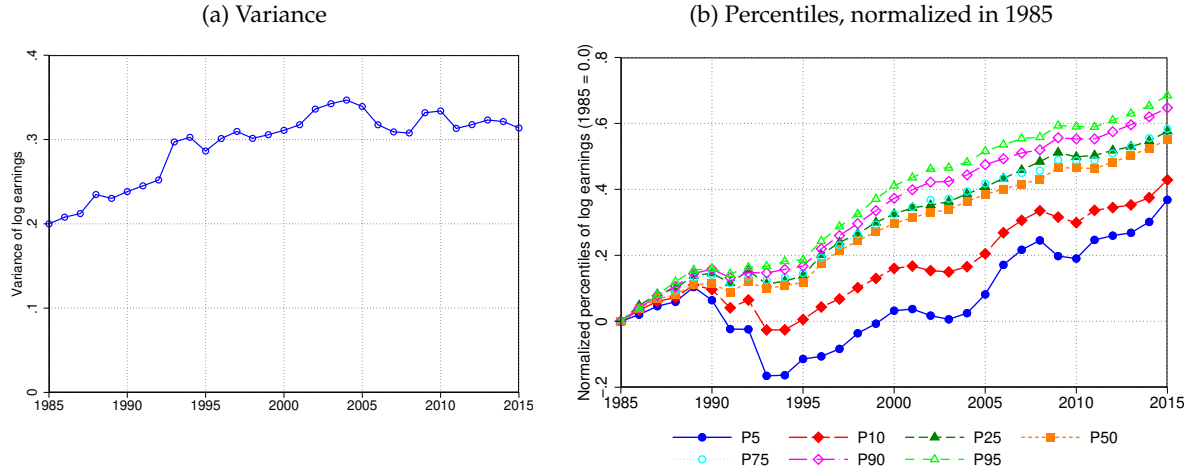 (a) Variance
(b) Percentiles, normalized in 1985
Variance of log earnings
.4
.3
.2
.1
0
1985 1990 1995 2000 2005 2010 2015
Normalized percentiles of log earnings (1985 = 0.0)
.8
.6
.4
.2
0
-.2
1985 1990 1995 2000 2005 2010 2015
P5 P10 P25 P50
P75 P90 P95